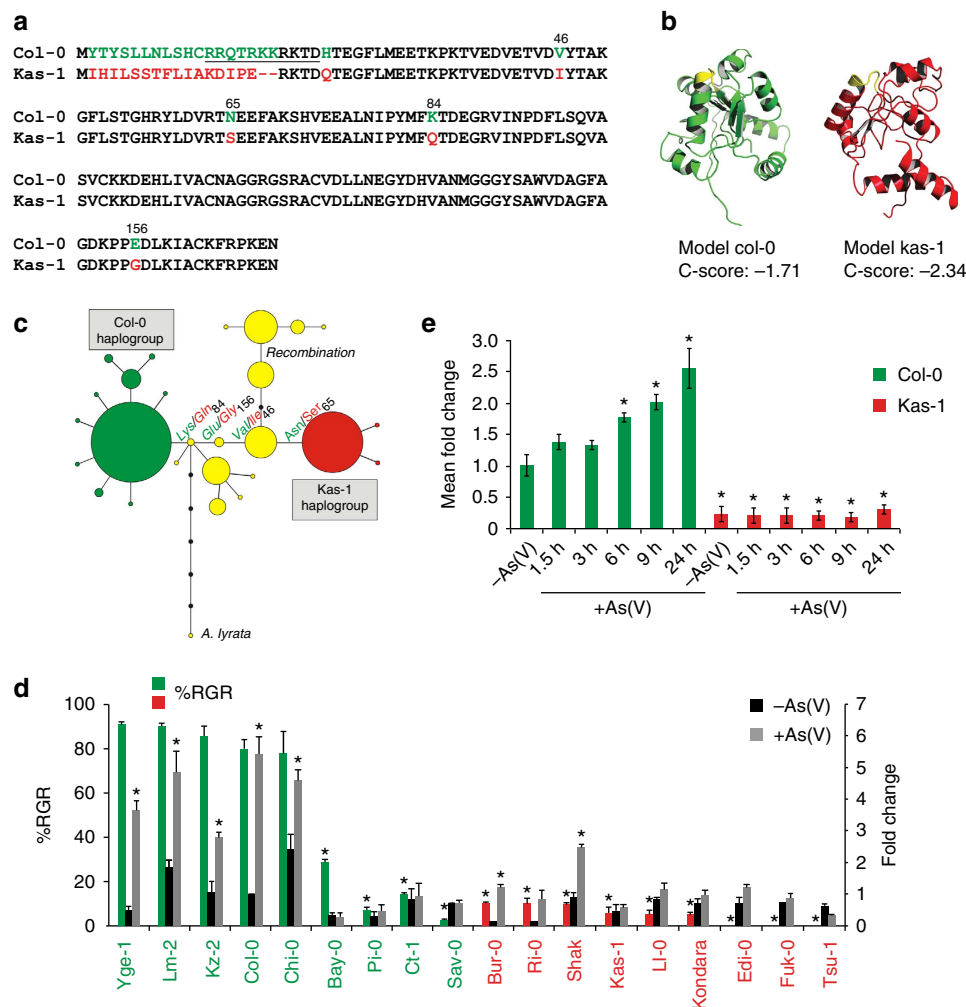 a
46
Col-0 MYTYSLLNLSHCRRQTRKKRKTDHTEGFLMEETKPKTVEDVETVDVYTAK
Kas-1 MIHILSSTFLIAKDIPE--RKTDQTEGFLMEETKPKTVEDVETVDIYTAK
65 84
Col-0 GFLSTGHRYLDVRTNEEFAKSHVEEALNIPYMFKTDEGRVINPDFLSQVA
Kas-1 GFLSTGHRYLDVRTSEEFAKSHVEEALNIPYMFQTDEGRVINPDFLSQVA
Col-0 SVCKKDEHLIVACNAGGRGSRACVDLLNEGYDHVANMGGGYSAWVDAGFA
Kas-1 SVCKKDEHLIVACNAGGRGSRACVDLLNEGYDHVANMGGGYSAWVDAGFA
156
Col-0 GDKPPEDLKIACKFRPKEN
Kas-1 GDKPPGDLKIACKFRPKEN
b
Model col-0
C-score: –1.71
Model kas-1
C-score: –2.34
c
Col-0
haplogroup
Recombination
Lys/Gln84
Glu/Gly156
Val/Ile46
Asn/Ser65
Kas-1
haplogroup
A. lyrata
e
Mean fold change
3.0
2.5
2.0
1.5
1.0
0.5
0
* * * * * * * * *
Col-0
Kas-1
–As(V) 1.5 h 3 h 6 h 9 h 24 h –As(V) 1.5 h 3 h 6 h 9 h 24 h
+As(V) +As(V)
d
%RGR
–As(V)
+As(V)
%RGR
100
80
60
40
20
0
Fold change
7
6
5
4
3
2
1
0
* * * * * * * * * * * * * * * * * * * *
Yge-1 Lm-2 Kz-2 Col-0 Chi-0 Bay-0 Pi-0 Ct-1 Sav-0 Bur-0 Ri-0 Shak Kas-1 Ll-0 Kondara Edi-0 Fuk-0 Tsu-1